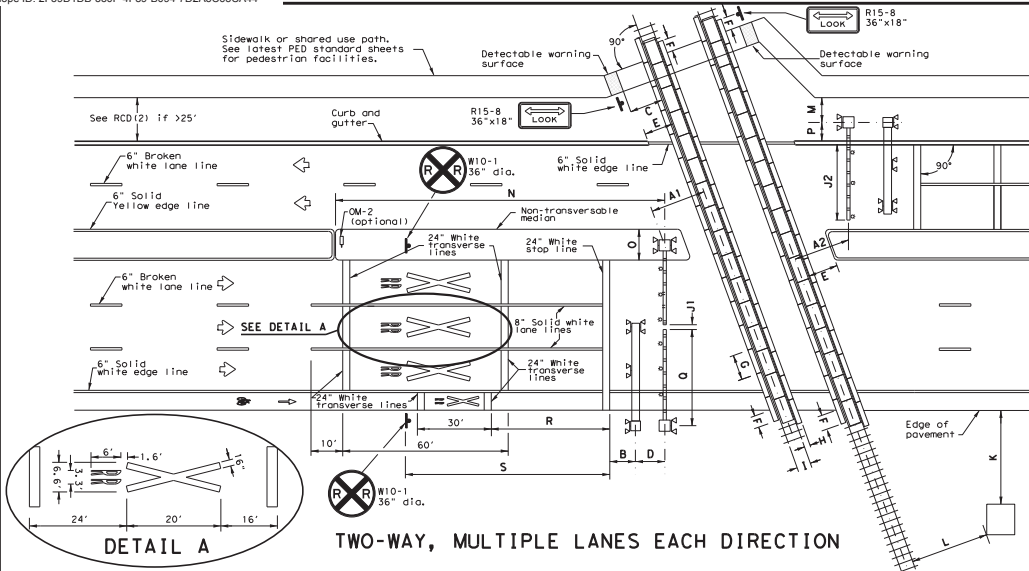 R15-8
36"x18"
LOOK
Sidewalk or shared use path.
See latest PED standard sheets
for pedestrian facilities.
Detectable warning
surface
90°
F
F
Detectable warning
surface
See RCD(2) if >25'
Curb and
gutter
R15-8
36"x18"
LOOK
C
E
M
P
6" Broken
white lane line
R R
W10-1
36" dia.
6" Solid
white edge line
90°
J2
6" Solid
Yellow edge line
N
A1
OM-2
(optional)
Non-transversable
median
24" White
transverse
lines
24" White
stop line
O
A2
E
6" Broken
white lane line
SEE DETAIL A
8" Solid white
lane lines
J1
6" Solid
white edge line
24" White
transverse
lines
G
Q
24" White
transverse lines
F
F
Edge of
pavement
30'
R
H
I
10'
60'
B
D
K
S
R R
W10-1
36" dia.
L
6'
1.6'
16"
6.6'
3.3'
24'
20'
16'
DETAIL A
TWO-WAY, MULTIPLE LANES EACH DIRECTION